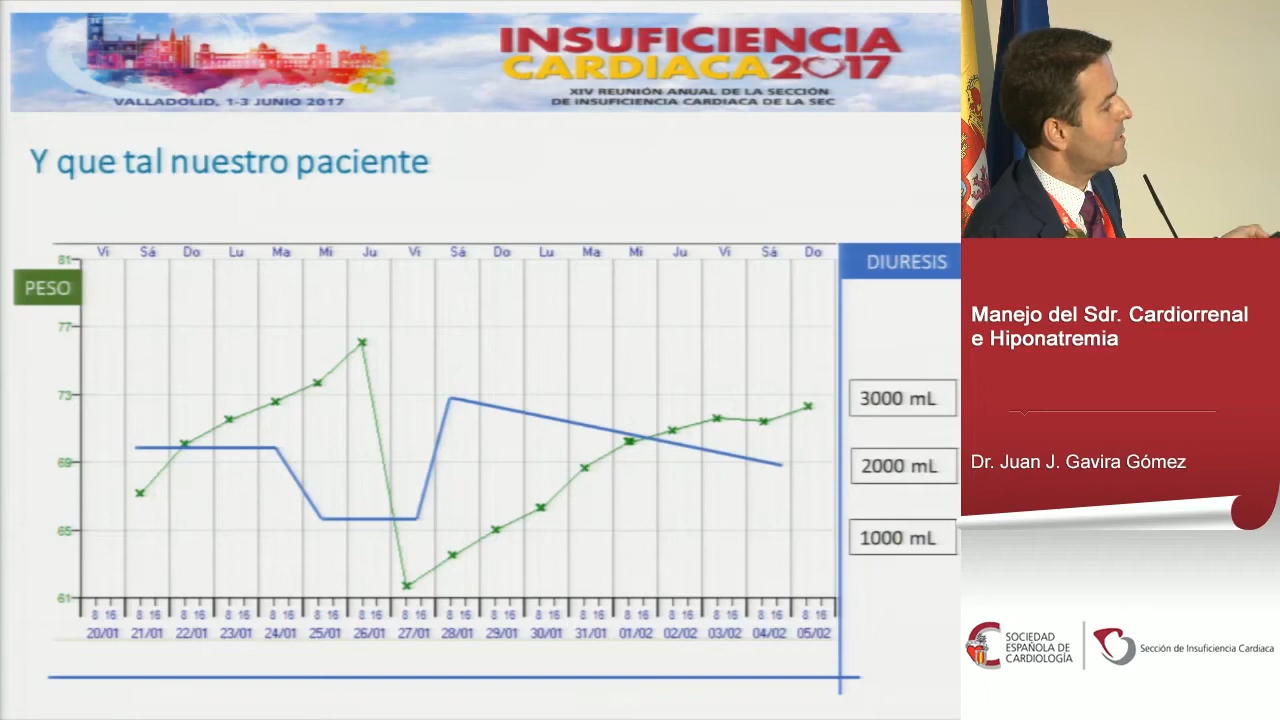 INSUFICIENCIA
CARDIACA2017
VALLADOLID, 1-3 JUNIO 2017
XIV REUNIÓN ANUAL DE LA SECCIÓN
DE INSUFICIENCIA CARDIACA DE LA SEC
Y que tal nuestro paciente
Vi Sá Do Lu Ma Mi Ju Vi Sá Do Lu Ma Mi Ju Vi Sá Do
DIURESIS
PESO
81
77
73
69
65
61
3000 mL
2000 mL
1000 mL
8 16 8 16 8 16 8 16 8 16 8 16 8 16 8 16 8 16 8 16 8 16 8 16 8 16 8 16 8 16 8 16 8 16
20/01 21/01 22/01 23/01 24/01 25/01 26/01 27/01 28/01 29/01 30/01 31/01 01/02 02/02 03/02 04/02 05/02
Manejo del Sdr. Cardiorrenal
e Hiponatremia
Dr. Juan J. Gavira Gómez
SOCIEDAD
ESPAÑOLA DE
CARDIOLOGÍA
Sección de Insuficiencia Cardiaca